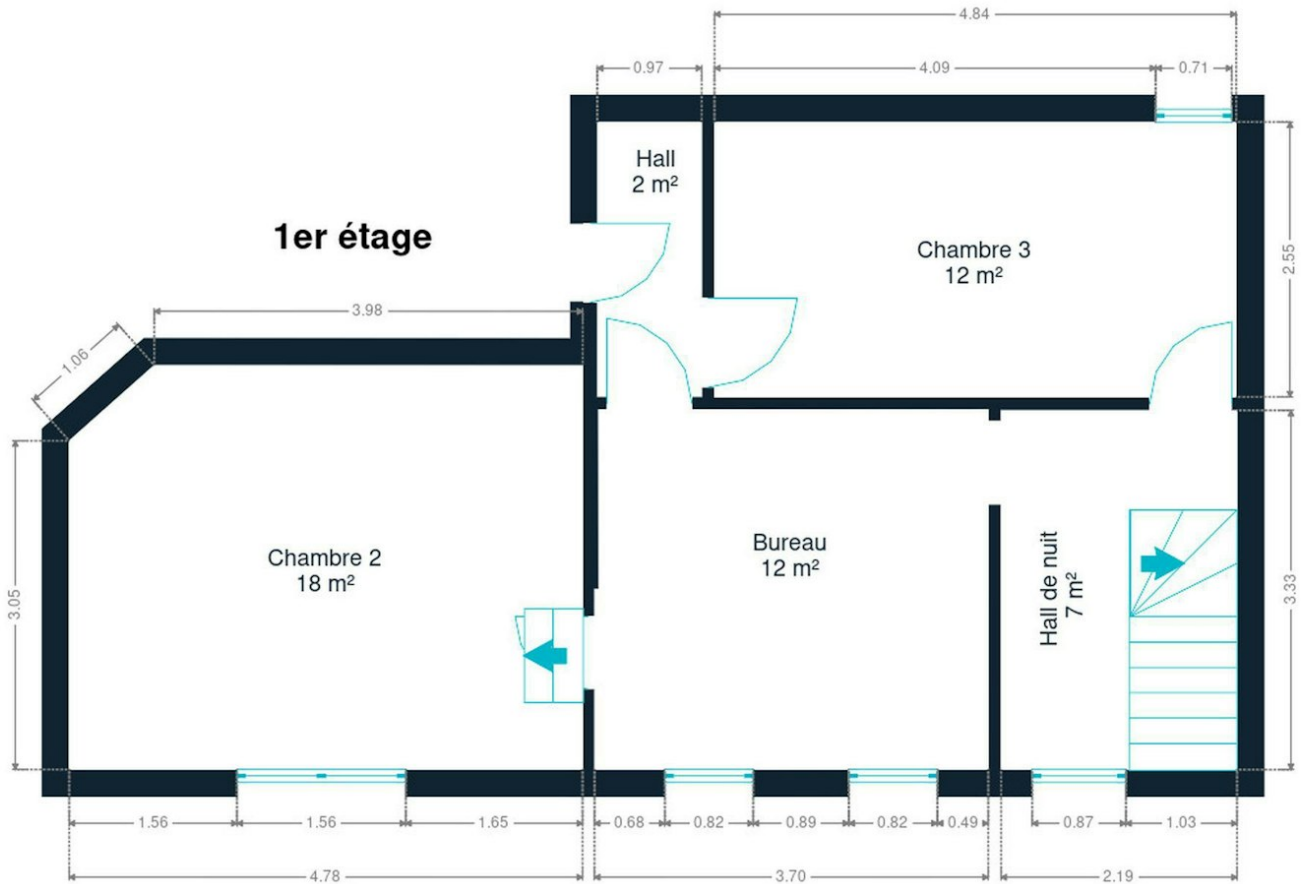 4.84
0.97
4.09
0.71
Hall
2 m²
1er étage
Chambre 3
12 m²
2.55
3.98
1.06
Chambre 2
18 m²
Bureau
12 m²
Hall de nuit
7 m²
3.05
3.33
1.56
1.56
1.65
0.68
0.82
0.89
0.82
0.49
0.87
1.03
4.78
3.70
2.19